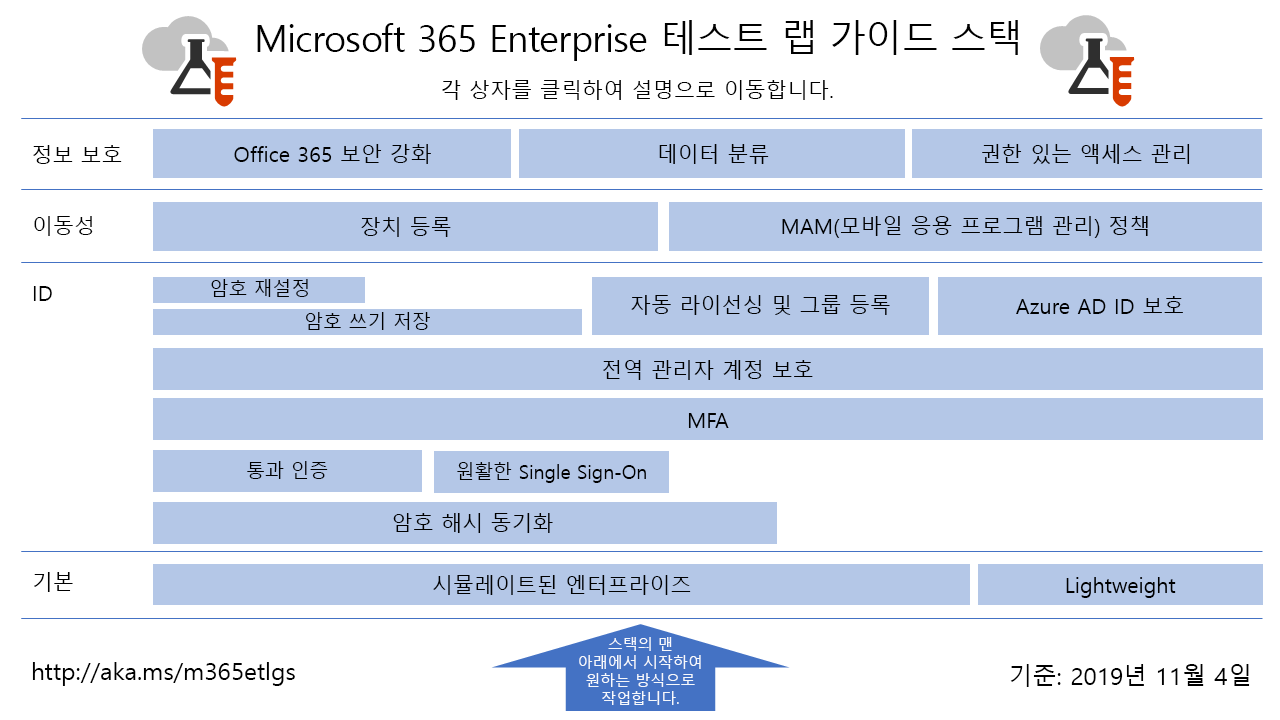 Microsoft 365 Enterprise 테스트 랩 가이드 스택
각 상자를 클릭하여 설명으로 이동합니다.
정보 보호
Office 365 보안 강화
데이터 분류
권한 있는 액세스 관리
이동성
장치 등록
MAM(모바일 응용 프로그램 관리) 정책
ID
암호 재설정
암호 쓰기 저장
자동 라이선싱 및 그룹 등록
Azure AD ID 보호
전역 관리자 계정 보호
MFA
통과 인증
원활한 Single Sign-On
암호 해시 동기화
기본
시뮬레이트된 엔터프라이즈
Lightweight
스택의 맨
아래에서 시작하여
원하는 방식으로
작업합니다.
http://aka.ms/m365etlgs
기준: 2019년 11월 4일